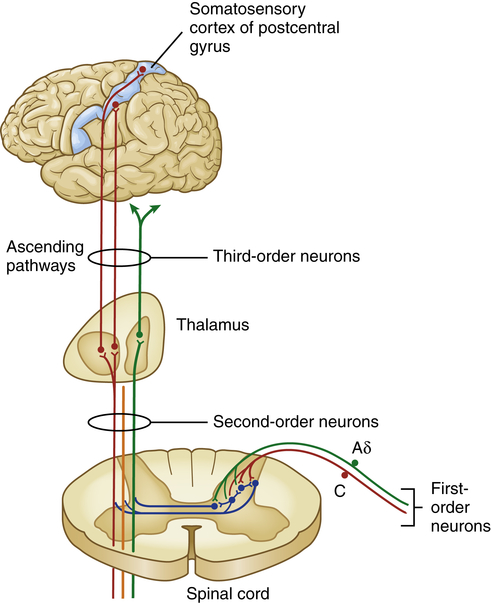 Somatosensory
cortex of postcentral
gyrus
Ascending
pathways
Third-order neurons
Thalamus
Second-order neurons
Aδ
C
First-
order
neurons
Spinal cord